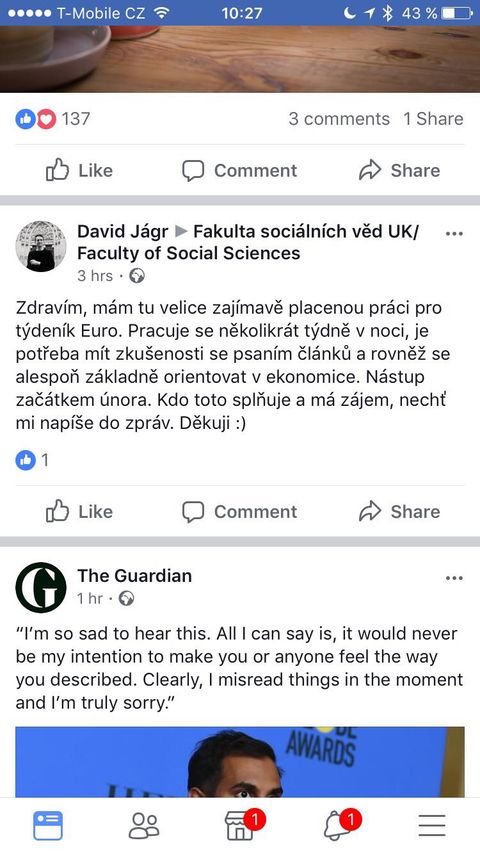 T-Mobile CZ 10:27 43 %
137 3 comments 1 Share
Like Comment Share
David Jágr ▶ Fakulta sociálních věd UK/
Faculty of Social Sciences
3 hrs ·
Zdravím, mám tu velice zajímavě placenou práci pro
týdeník Euro. Pracuje se několikrát týdně v noci, je
potřeba mít zkušenosti se psaním článků a rovněž se
alespoň základně orientovat v ekonomice. Nástup
začátkem února. Kdo toto splňuje a má zájem, nechť
mi napíše do zpráv. Děkuji :)
1
Like Comment Share
G
The Guardian
1 hr ·
“I’m so sad to hear this. All I can say is, it would never
be my intention to make you or anyone feel the way
you described. Clearly, I misread things in the moment
and I’m truly sorry.”
AWARDS
1 1